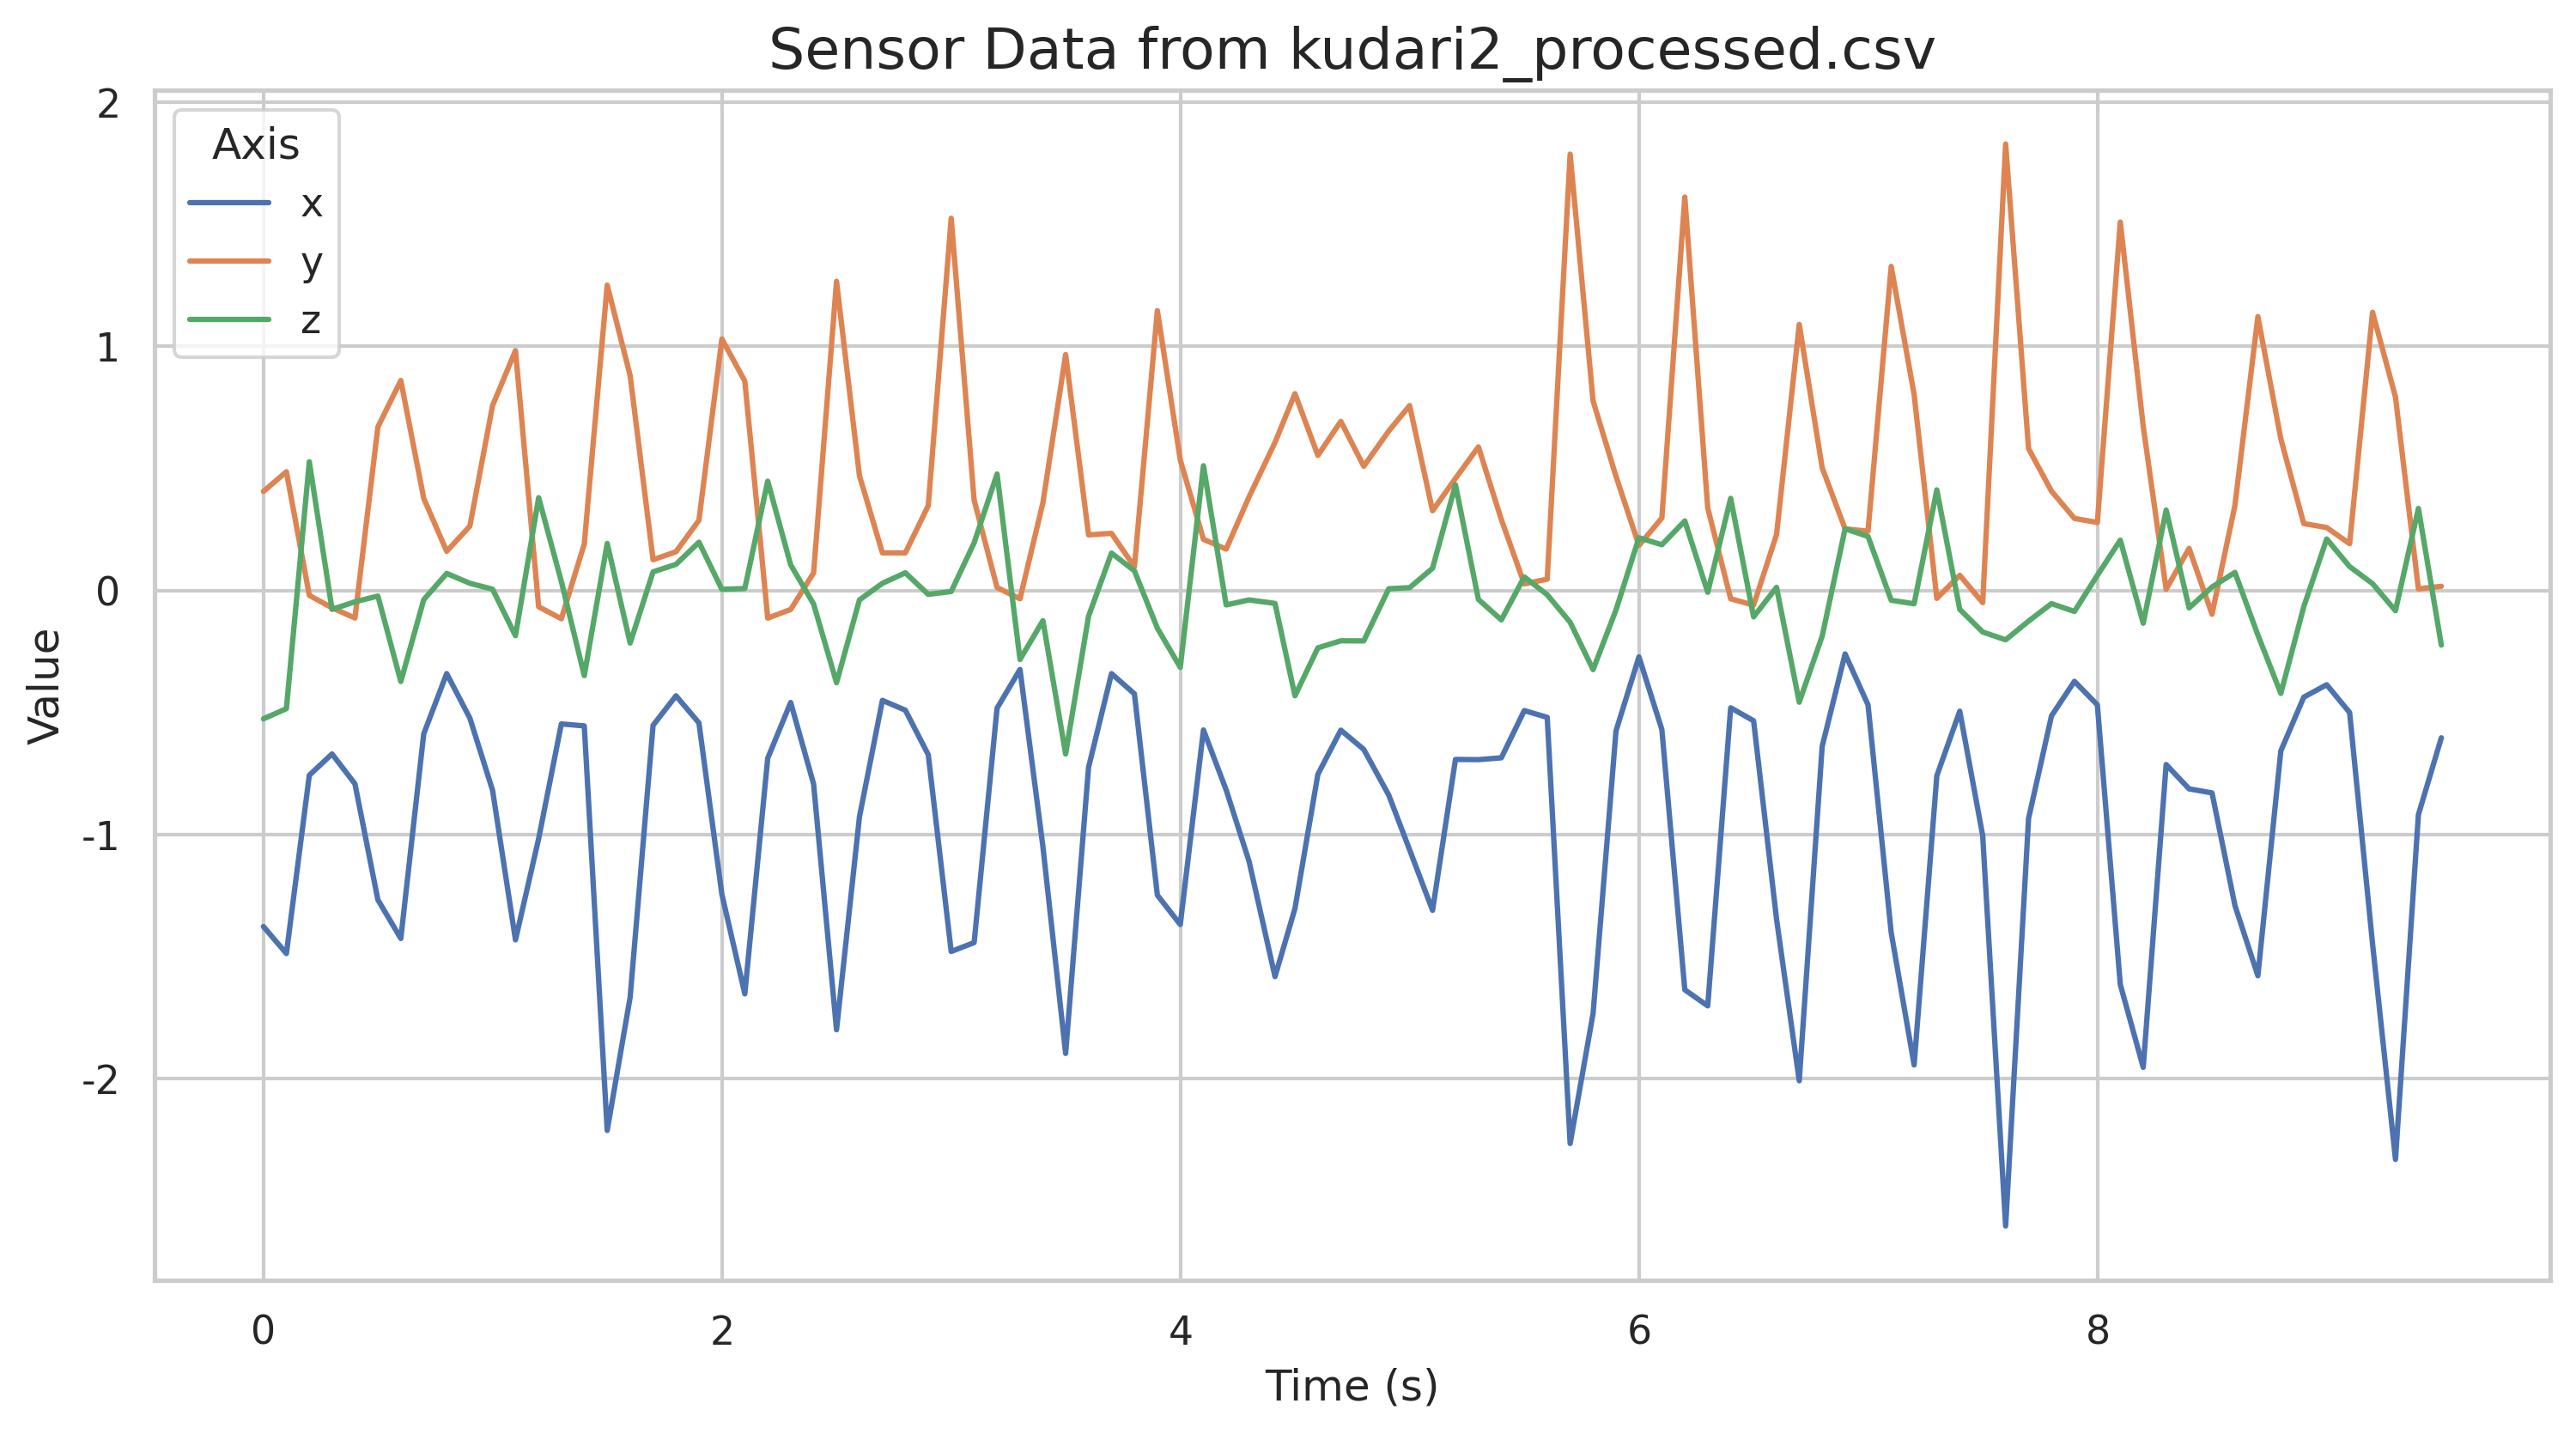 Sensor Data from kudari2_processed.csv
Axis
x
y
z
Value
2
1
0
-1
-2
0 2 4 6 8
Time (s)